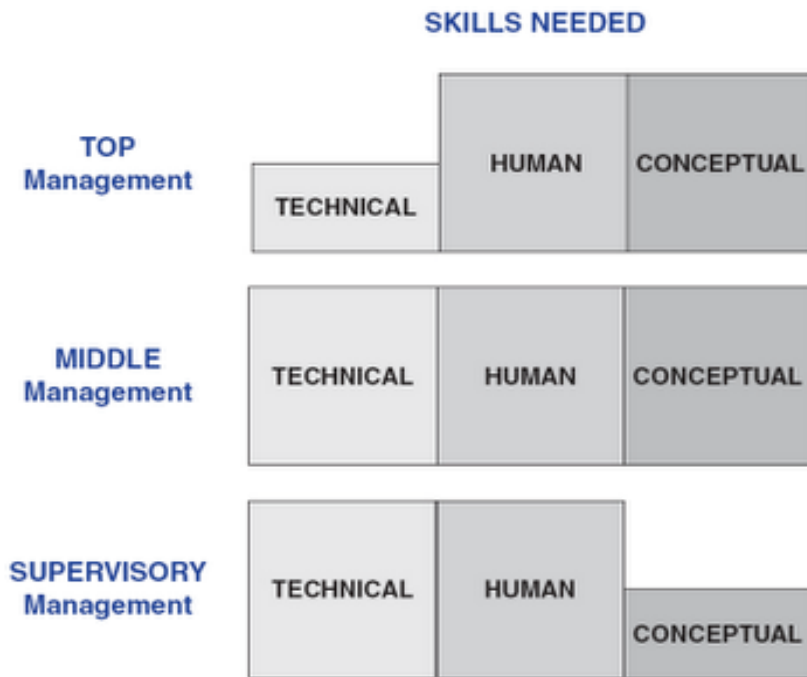 SKILLS NEEDED
TOP
Management
TECHNICAL
HUMAN
CONCEPTUAL
MIDDLE
Management
TECHNICAL
HUMAN
CONCEPTUAL
SUPERVISORY
Management
TECHNICAL
HUMAN
CONCEPTUAL